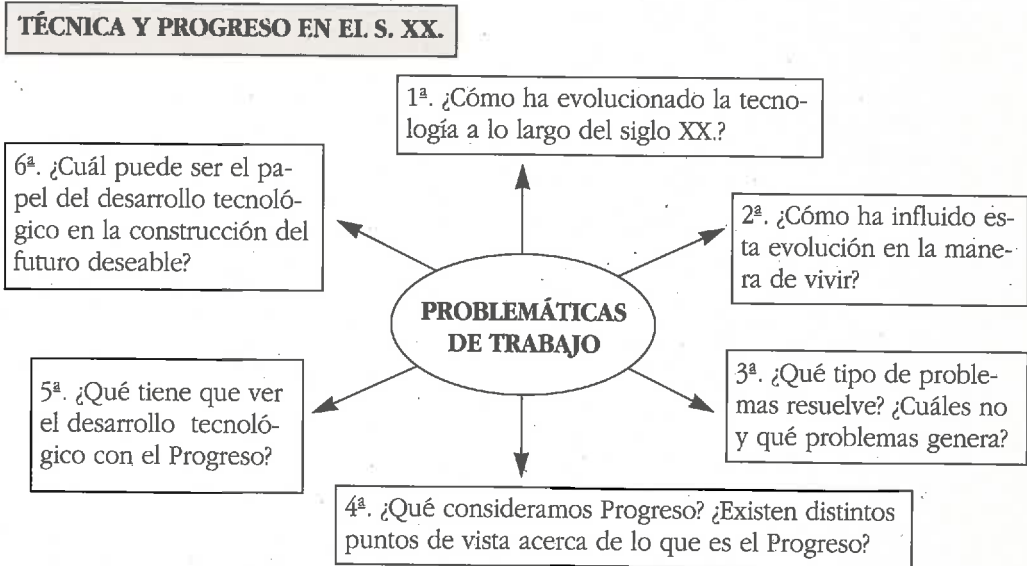 TÉCNICA Y PROGRESO EN EL S. XX.
1ª. ¿Cómo ha evolucionado la tecno-
logía a lo largo del siglo XX.?
2ª. ¿Cómo ha influido es-
ta evolución en la mane-
ra de vivir?
3ª. ¿Qué tipo de proble-
mas resuelve? ¿Cuáles no
y qué problemas genera?
4ª. ¿Qué consideramos Progreso? ¿Existen distintos
puntos de vista acerca de lo que es el Progreso?
5ª. ¿Qué tiene que ver
el desarrollo tecnoló-
gico con el Progreso?
6ª. ¿Cuál puede ser el pa-
pel del desarrollo tecnoló-
gico en la construcción del
futuro deseable?
PROBLEMÁTICAS
DE TRABAJO